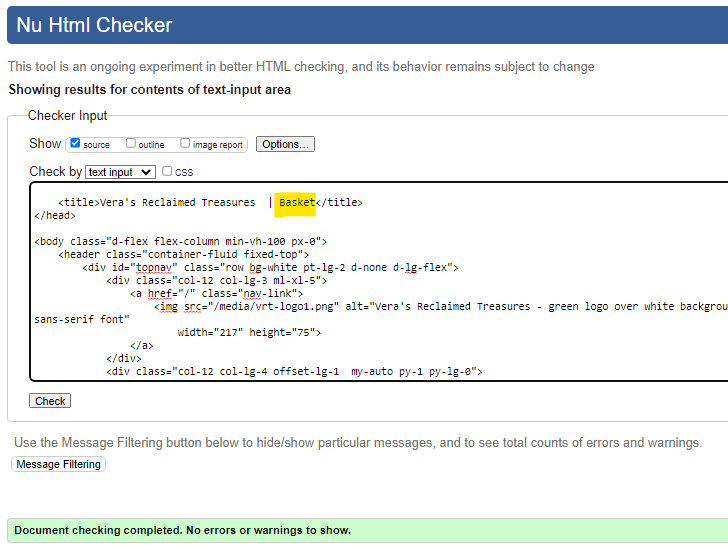 Nu Html Checker
This tool is an ongoing experiment in better HTML checking, and its behavior remains subject to change
Showing results for contents of text-input area
Checker Input
Show source outline image report Options...
Check by text input CSS
<title>Vera's Reclaimed Treasures  | Basket</title>
</head>
<body class="d-flex flex-column min-vh-100 px-0">
<header class="container-fluid fixed-top">
<div id="topnav" class="row bg-white pt-lg-2 d-none d-lg-flex">
<div class="col-12 col-lg-3 ml-xl-5">
<a href="/" class="nav-link">
<img src="/media/vrt-logo1.png" alt="Vera's Reclaimed Treasures - green logo over white backgrou
sans-serif font"
width="217" height="75">
</a>
</div>
<div class="col-12 col-lg-4 offset-lg-1  my-auto py-1 py-lg-0">
Check
Use the Message Filtering button below to hide/show particular messages, and to see total counts of errors and warnings.
Message Filtering
Document checking completed. No errors or warnings to show.